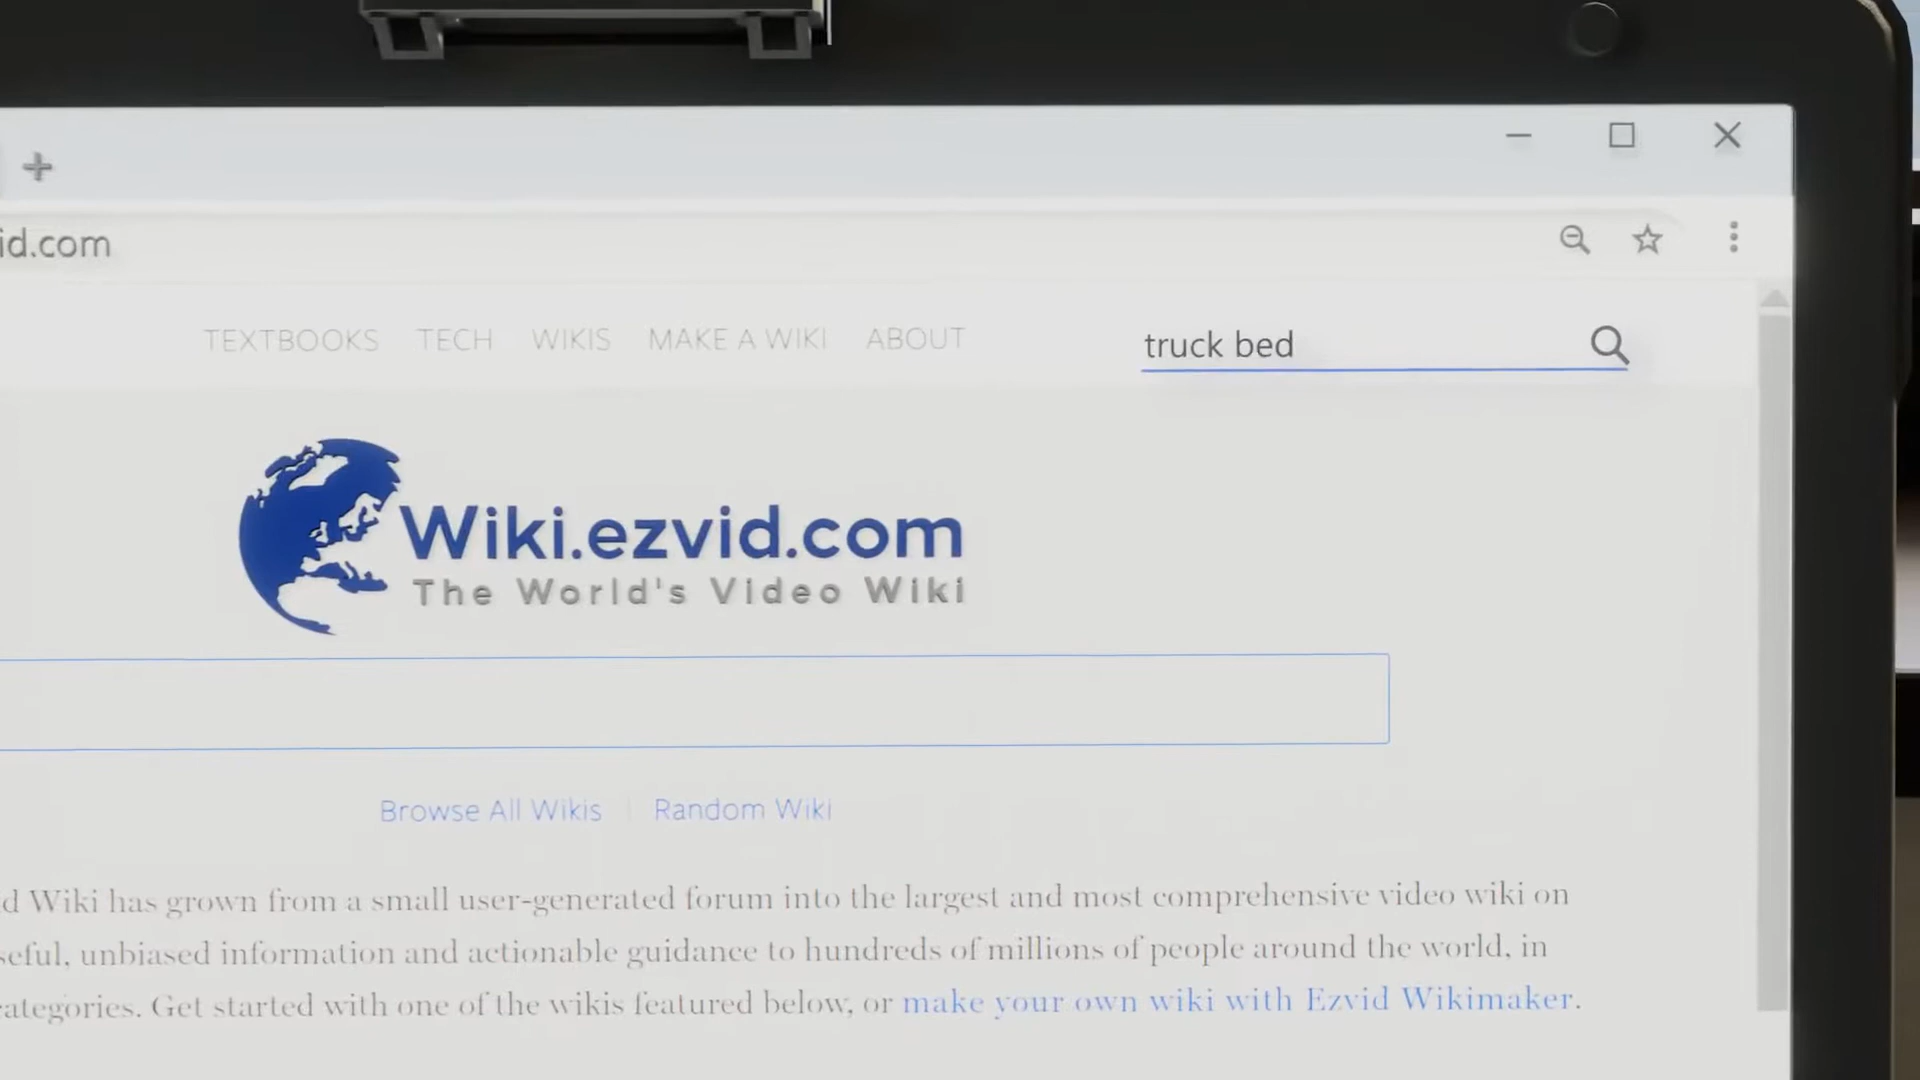 id.com
TEXTBOOKS TECH WIKIS MAKE A WIKI ABOUT
truck bed
Wiki.ezvid.com
The World's Video Wiki
Browse All Wikis Random Wiki
d Wiki has grown from a small user-generated forum into the largest and most comprehensive video wiki on
seful, unbiased information and actionable guidance to hundreds of millions of people around the world, in
ategories. Get started with one of the wikis featured below, or make your own wiki with Ezvid Wikimaker.